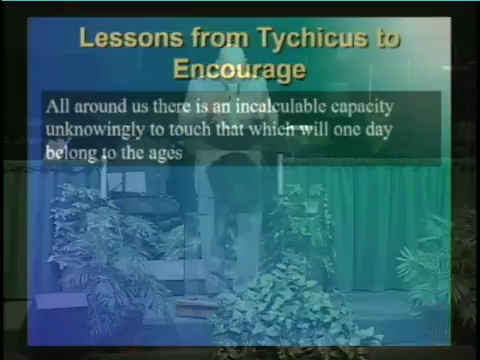 Lessons from Tychicus to
Encourage
All around us there is an incalculable capacity
unknowingly to touch that which will one day
belong to the ages